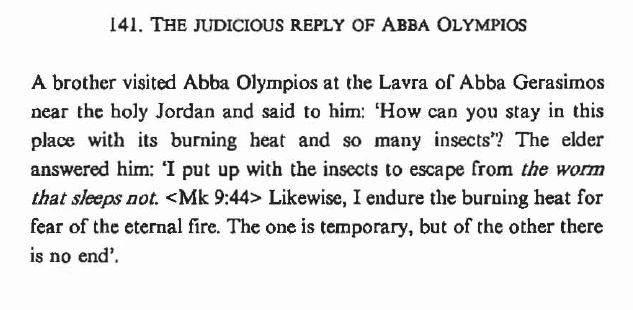 141. THE JUDICIOUS REPLY OF ABBA OLYMPIOS
A brother visited Abba Olympios at the Lavra of Abba Gerasimos
near the holy Jordan and said to him: ‘How can you stay in this
place with its burning heat and so many insects’? The elder
answered him: ‘I put up with the insects to escape from the worm
that sleeps not. <Mk 9:44> Likewise, I endure the burning heat for
fear of the eternal fire. The one is temporary, but of the other there
is no end’.